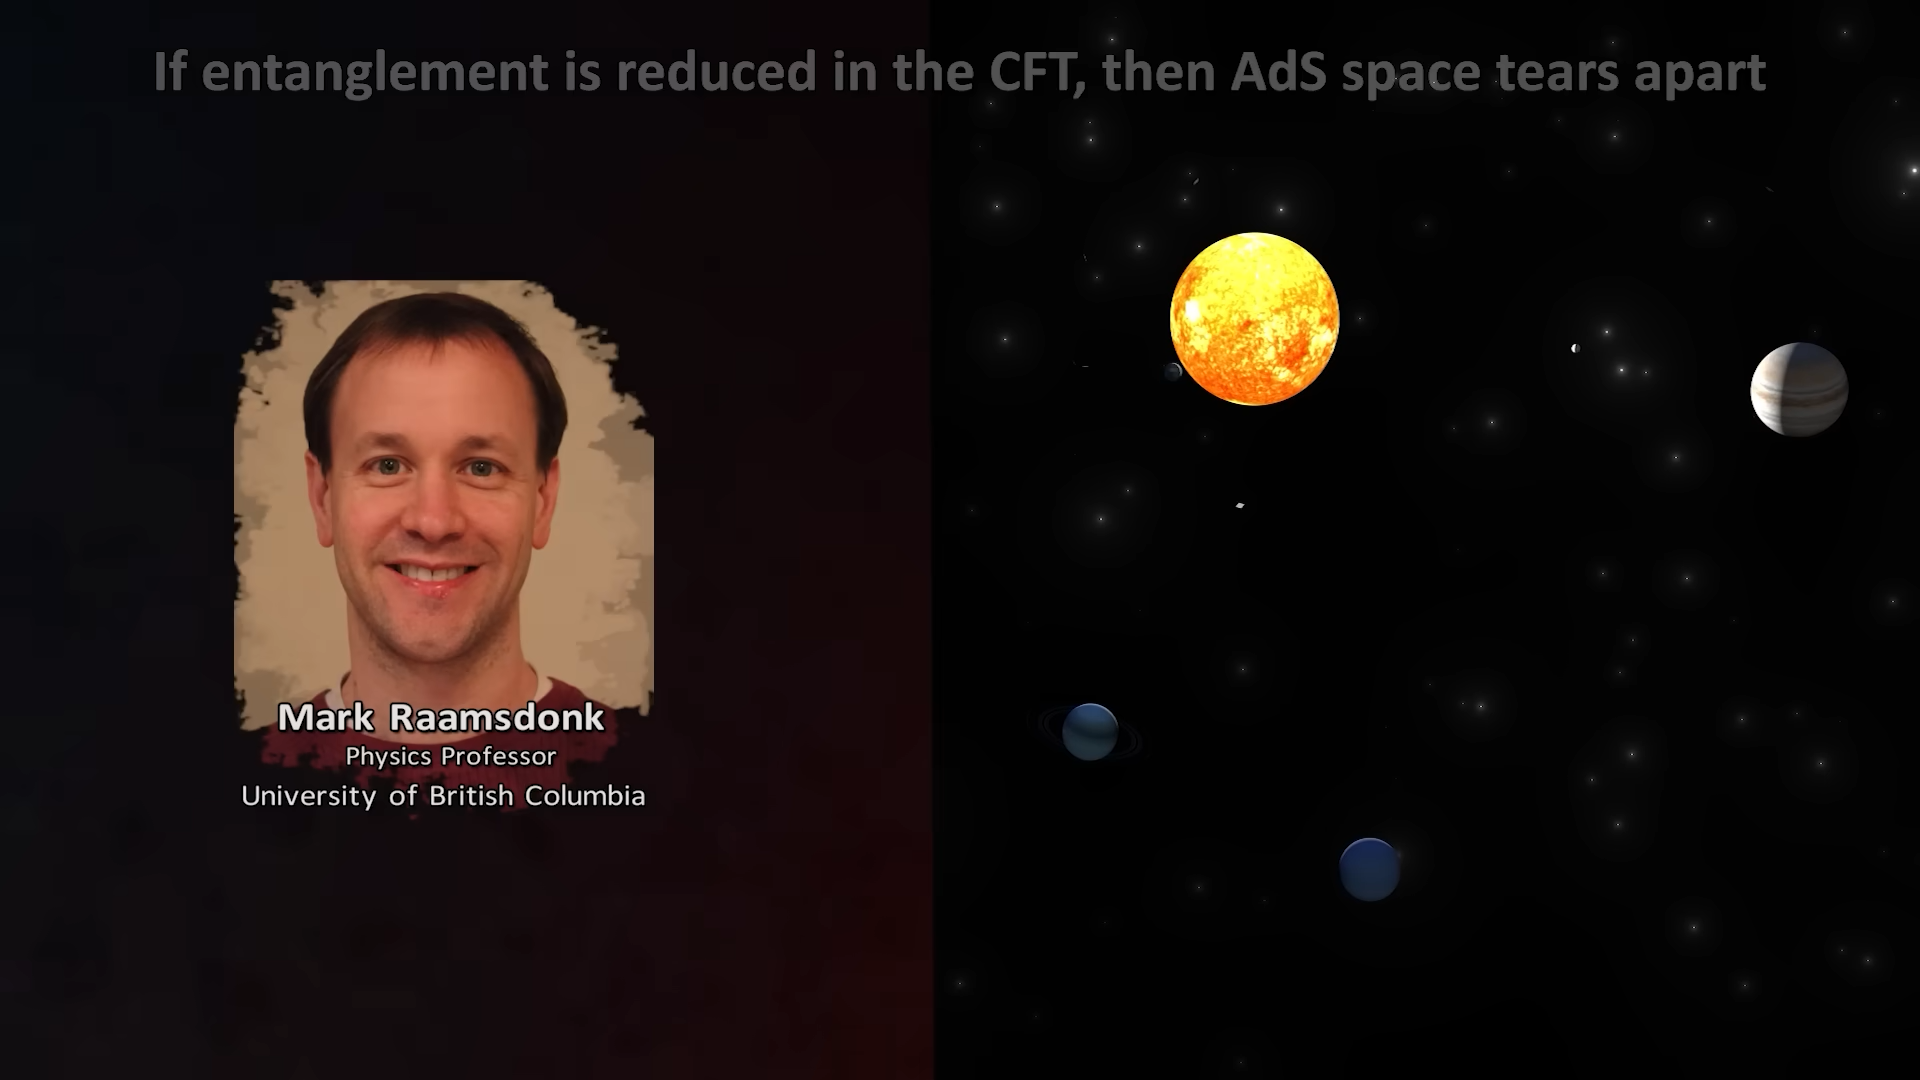 If entanglement is reduced in the CFT, then AdS space tears apart
Mark Raamsdonk
Physics Professor
University of British Columbia